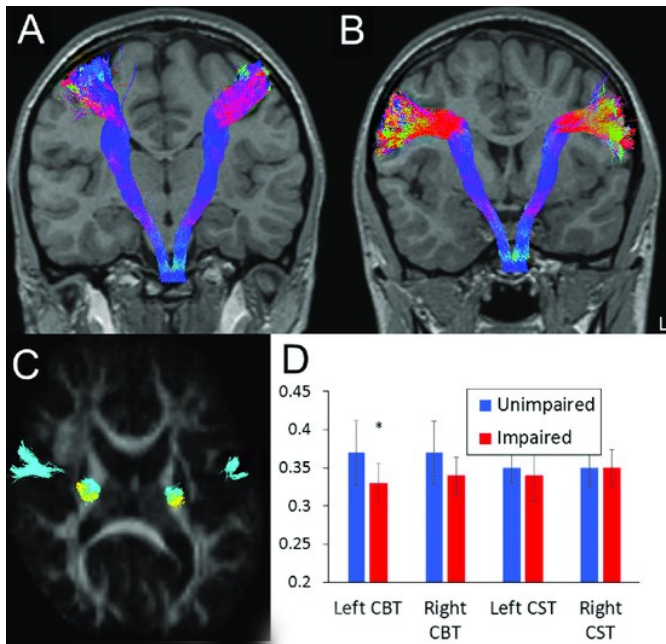 A
B
L
C
D
0.45
0.4
0.35
0.3
0.25
0.2
Unimpaired
Impaired
*
Left CBT
Right
CBT
Left CST
Right
CST